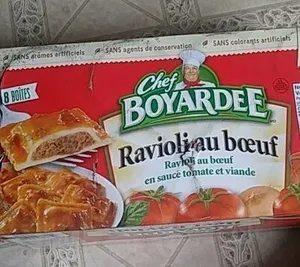 SANS arômes artificiels
SANS agents de conservation
SANS colorants artificiels
8 BOÎTES
Chef
BOYARDEE
Ravioli au bœuf
Ravioli au bœuf
en sauce tomate et viande